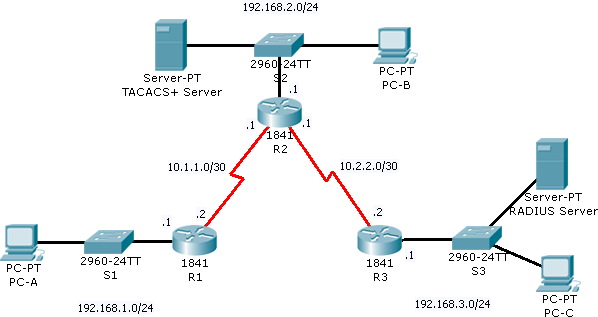 192.168.2.0/24
Server-PT
TACACS+ Server
2960-24TT
S2
PC-PT
PC-B
.1
.1
.1
1841
R2
10.1.1.0/30
10.2.2.0/30
Server-PT
RADIUS Server
.1
.2
PC-PT
PC-A
2960-24TT
S1
1841
R1
.2
1841
R3
.1
2960-24TT
S3
PC-PT
PC-C
192.168.1.0/24
192.168.3.0/24